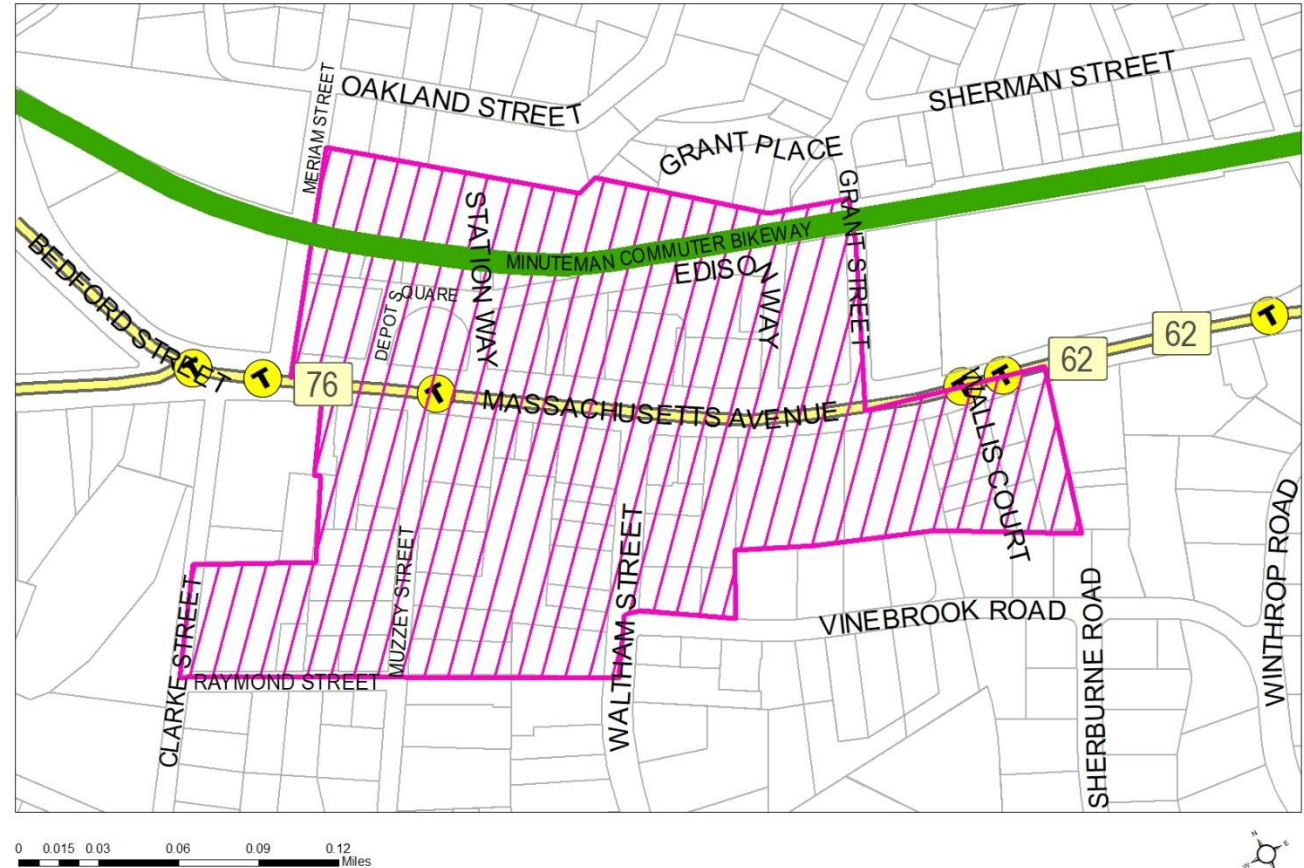 OAKLAND STREET
SHERMAN STREET
MERIAM STREET
GRANT PLACE
GRANT STREET
STATION WAY
MINUTEMAN COMMUTER BIKEWAY
EDISON WAY
BEDFORD STREET
DEPOT SQUARE
T
T
76
T
MASSACHUSETTS AVENUE
T
T
62
62
T
WALLIS COURT
CLARKE STREET
MUZZEY STREET
RAYMOND STREET
WALTHAM STREET
VINEBROOK ROAD
SHERBURNE ROAD
WINTHROP ROAD
0 0.015 0.03 0.06 0.09 0.12
Miles
N
E
W